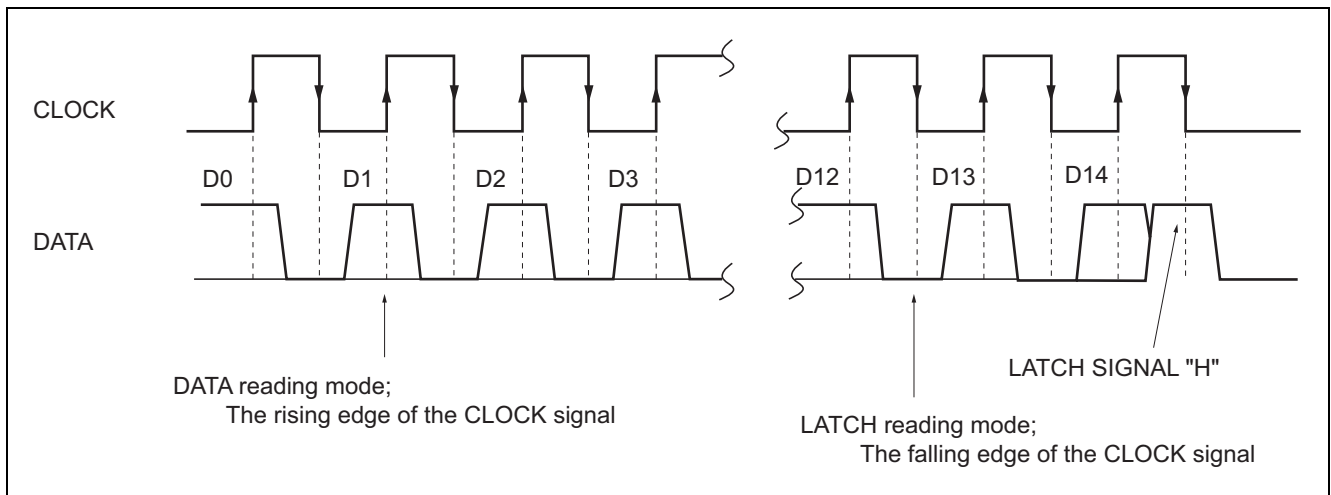 CLOCK
D0 D1 D2 D3 D12 D13 D14
DATA
LATCH SIGNAL "H"
DATA reading mode;
The rising edge of the CLOCK signal
LATCH reading mode;
The falling edge of the CLOCK signal